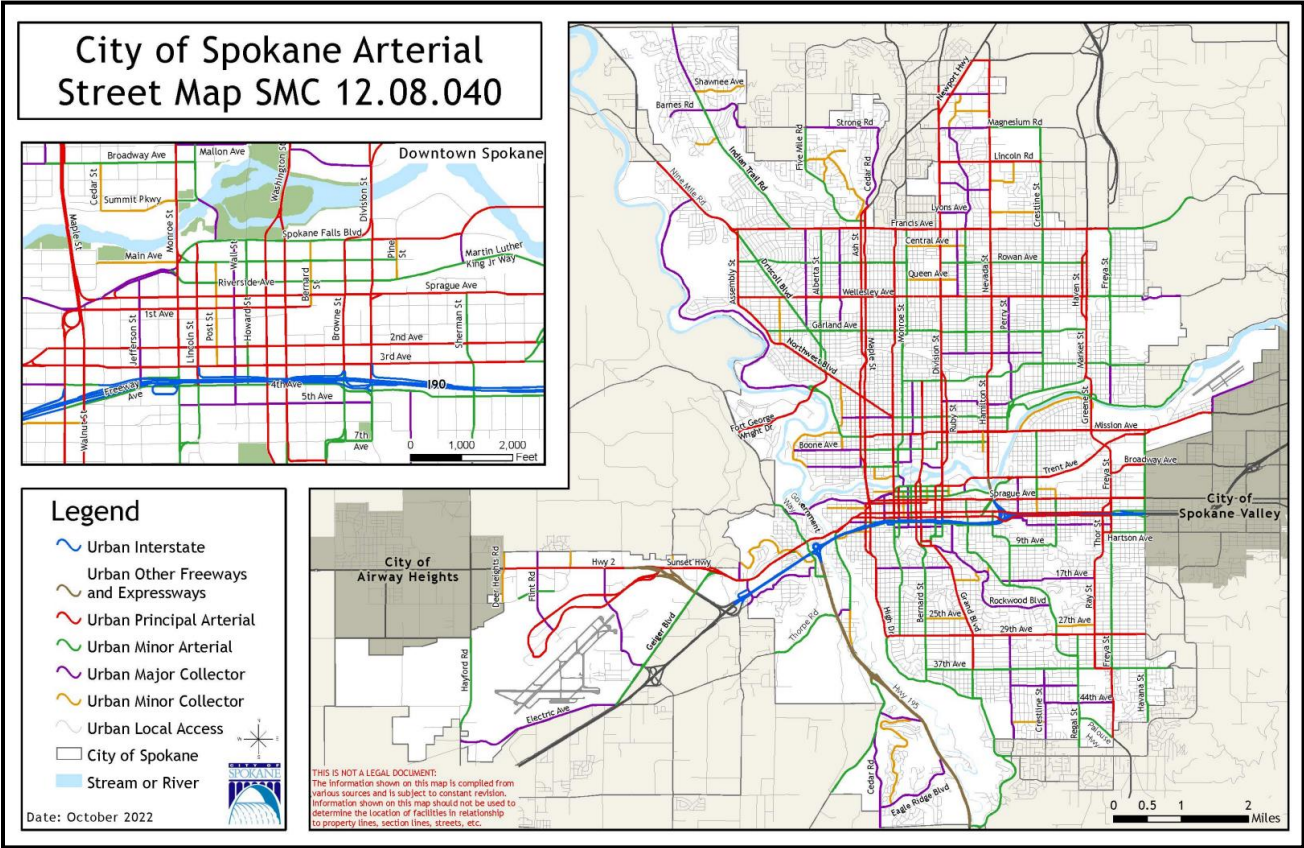 City of Spokane Arterial
Street Map SMC 12.08.040
Downtown Spokane
Broadway Ave
Mallon Ave
Cedar St
Summit Pkwy
Washington St
Division St
Maple St
Monroe St
Spokane Falls Blvd
Main Ave
Wall St
Pine St
Martin Luther
King Jr Way
Riverside Ave
Bernard St
Sprague Ave
1st Ave
Jefferson St
Lincoln St
Post St
Howard St
Browne St
Sherman St
2nd Ave
3rd Ave
Freeway
Ave
4th Ave
I 90
5th Ave
Walnut St
7th
Ave
0 1,000 2,000
Feet
Legend
Urban Interstate
Urban Other Freeways
and Expressways
Urban Principal Arterial
Urban Minor Arterial
Urban Major Collector
Urban Minor Collector
Urban Local Access
City of Spokane
Stream or River
N
W
E
S
CITY OF
SPOKANE
Date: October 2022
Shawnee Ave
Barnes Rd
Indian Trail Rd
Nine Mile Rd
Five Mile Rd
Strong Rd
Cedar Rd
Newport Hwy
Magnesium Rd
Lincoln Rd
Crestline St
Lyons Ave
Francis Ave
Central Ave
Ash St
Assembly St
Driscoll Blvd
Alberta St
Rowan Ave
Queen Ave
Nevada St
Haven St
Freya St
Wellesley Ave
Garland Ave
Monroe St
Perry St
Northwest Blvd
Maple St
Division St
Market St
Hamilton St
Greene St
Ruby St
Fort George
Wright Dr
Mission Ave
Boone Ave
Trent Ave
Broadway Ave
Freya St
Government
Way
Sprague Ave
City of
Spokane Valley
Thor St
Hartson Ave
9th Ave
17th Ave
Rockwood Blvd
Ray St
Bernard St
Grand Blvd
25th Ave
27th Ave
High Dr
29th Ave
Freya St
37th Ave
44th Ave
Crestline St
Regal St
Havana St
Palouse
Hwy
Hwy 195
Cedar Rd
Eagle Ridge Blvd
Thorpe Rd
City of
Airway Heights
Deer Heights Rd
Flint Rd
Hwy 2
Sunset Hwy
Geiger Blvd
Hayford Rd
Electric Ave
THIS IS NOT A LEGAL DOCUMENT:
The information shown on this map is compiled from
various sources and is subject to constant revision.
Information shown on this map should not be used to
determine the location of facilities in relationship
to property lines, section lines, streets, etc.
0 0.5 1 2
Miles